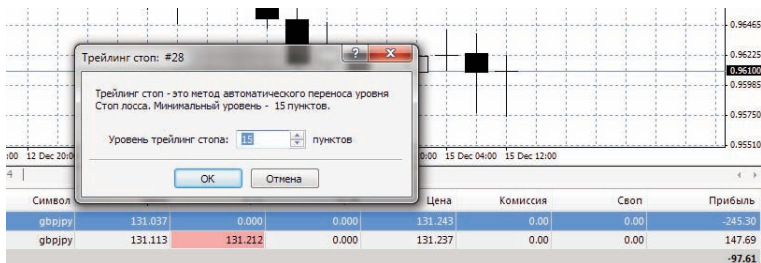 0.96465
Трейлинг стоп: #28
0.96225
0.96100
0.95985
Трейлинг стоп - это метод автоматического переноса уровня
Стоп лосса. Минимальный уровень - 15 пунктов.
0.95750
Уровень трейлинг стопа: 15 пунктов
0.95510
:00 12 Dec 20:0 0:00 15 Dec 04:00 15 Dec 12:00
OK Отмена
4
Символ Цена Комиссия Своп Прибыль
gbpjpy 131.037 0.000 0.000 131.243 0.00 0.00 -245.30
gbpjpy 131.113 131.212 0.000 131.237 0.00 0.00 147.69
-97.61